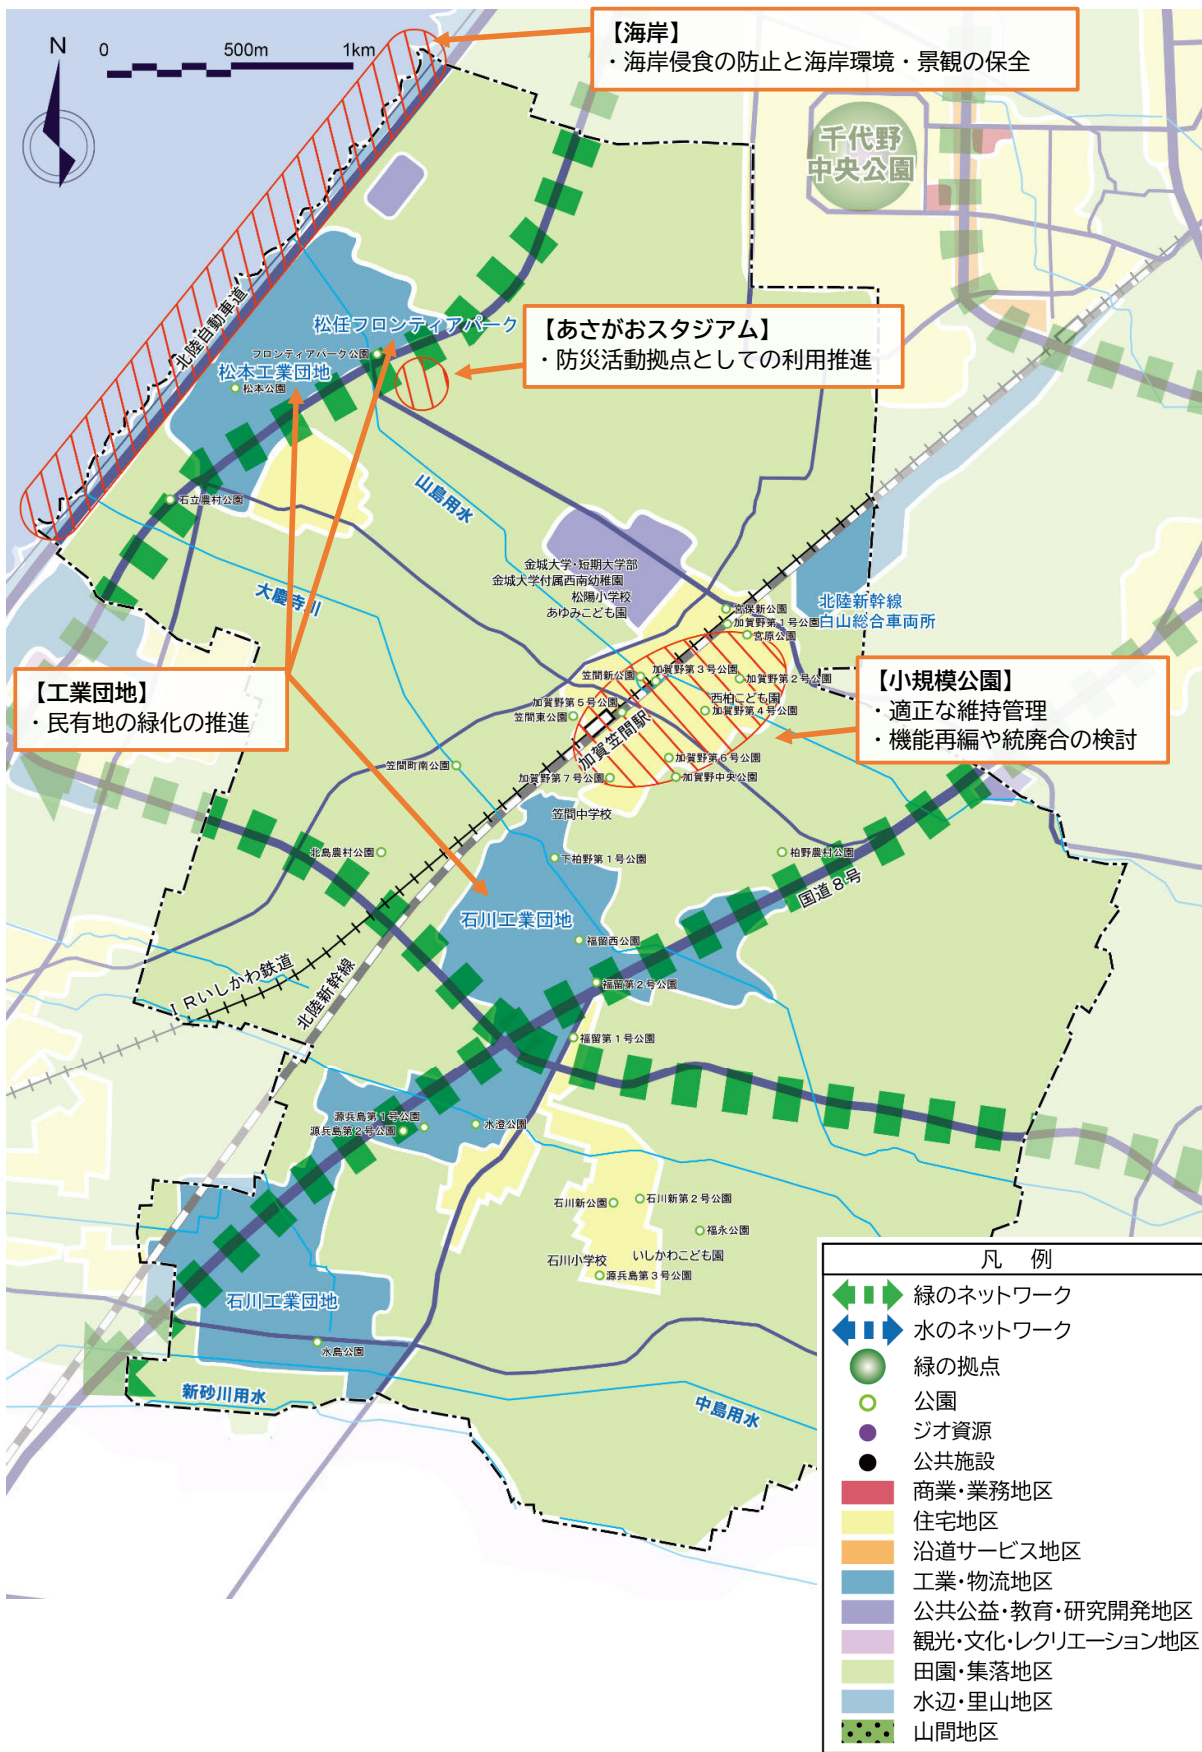 【海岸】
・海岸侵食の防止と海岸環境・景観の保全
N
0 500m 1km
千代野
中央公園
北陸自動車道
松任フロンティアパーク
フロンティアパーク公園
松本工業団地
松本公園
【あさがおスタジアム】
・防災活動拠点としての利用推進
石立農村公園
山島用水
大慶寺川
金城大学・短期大学部
金城大学付属西南幼稚園
松陽小学校
あゆみこども園
宮保新公園
加賀野第1号公園
宮原公園
北陸新幹線
白山総合車両所
【工業団地】
・民有地の緑化の推進
【小規模公園】
・適正な維持管理
・機能再編や統廃合の検討
笠間新公園
加賀野第3号公園
加賀野第2号公園
西柏こども園
加賀野第4号公園
加賀野第5号公園
笠間東公園
加賀笠間駅
加賀野第6号公園
加賀野中央公園
加賀野第7号公園
笠間町南公園
笠間中学校
北島農村公園
下柏野第1号公園
柏野農村公園
国道8号
石川工業団地
福留西公園
福留第2号公園
IRいしかわ鉄道
北陸新幹線
福留第1号公園
源兵島第1号公園
源兵島第2号公園
水澄公園
石川新公園
石川新第2号公園
福永公園
石川小学校
いしかわこども園
源兵島第3号公園
石川工業団地
水島公園
新砂川用水
中島用水
凡 例
緑のネットワーク
水のネットワーク
緑の拠点
公園
ジオ資源
公共施設
商業・業務地区
住宅地区
沿道サービス地区
工業・物流地区
公共公益・教育・研究開発地区
観光・文化・レクリエーション地区
田園・集落地区
水辺・里山地区
山間地区